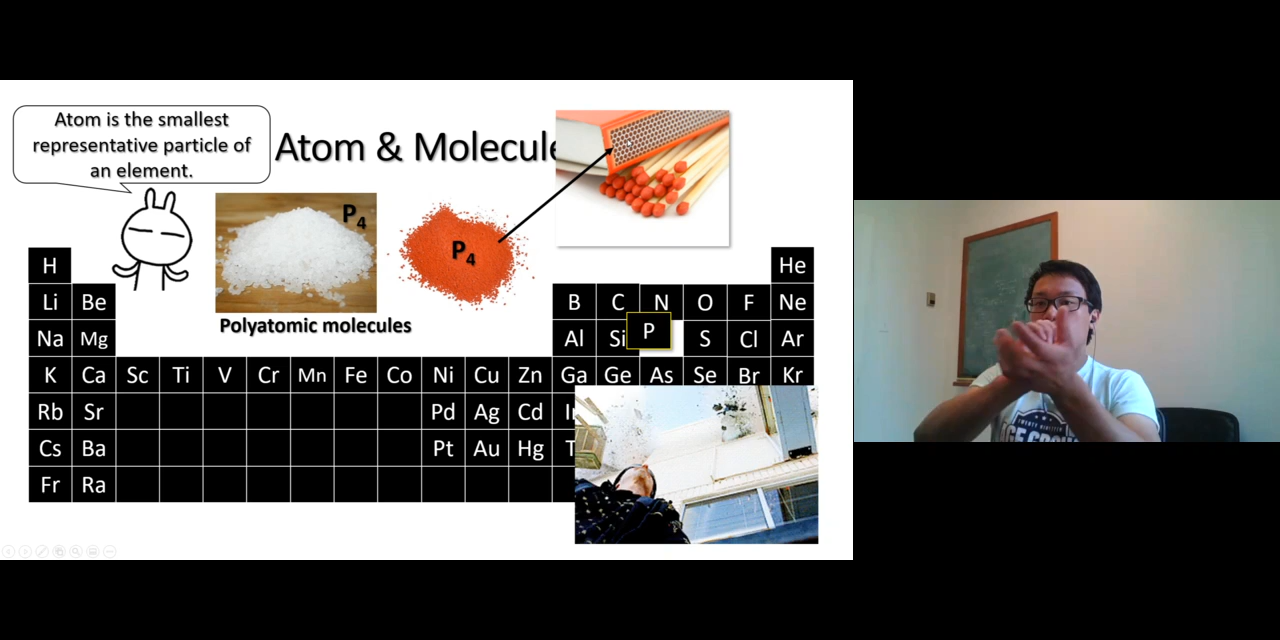 Atom is the smallest
representative particle of
an element.
Atom & Molecule
P4
P4
Polyatomic molecules
H He
Li Be B C N O F Ne
Na Mg Al Si P S Cl Ar
K Ca Sc Ti V Cr Mn Fe Co Ni Cu Zn Ga Ge As Se Br Kr
Rb Sr Pd Ag Cd
Cs Ba Pt Au Hg
Fr Ra